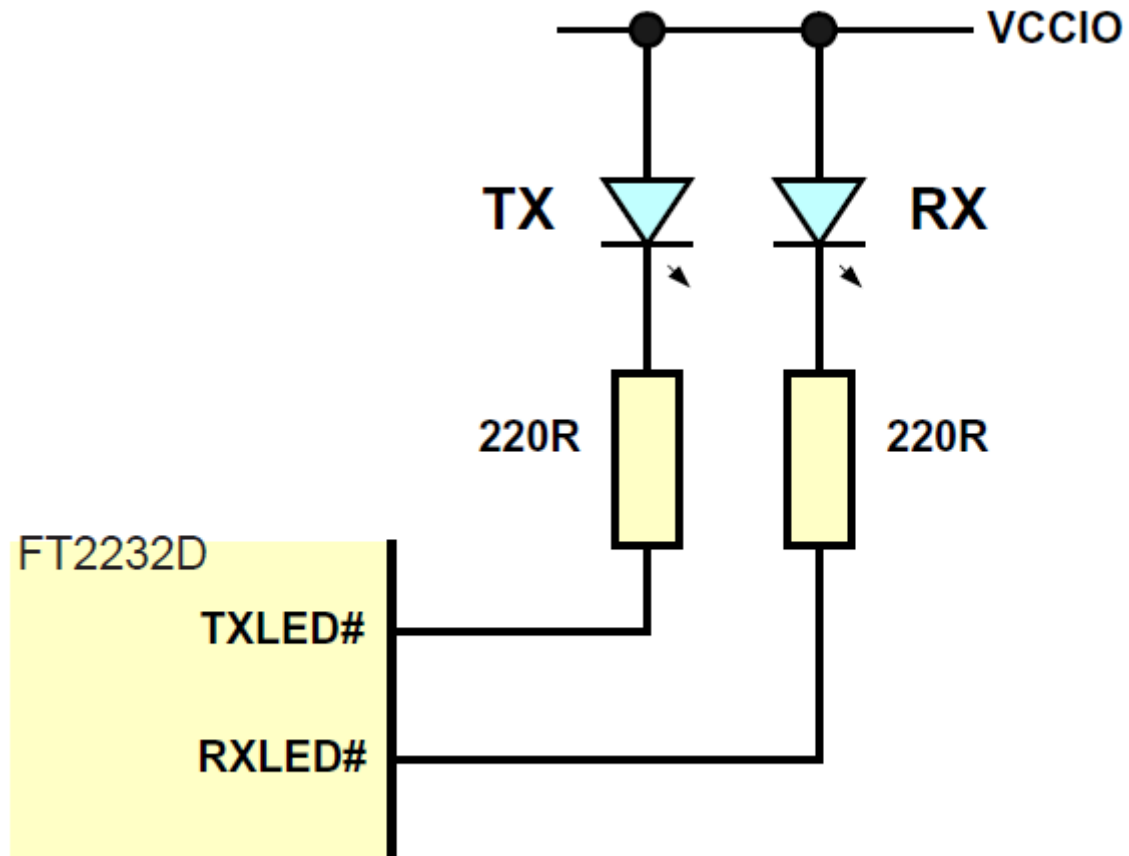 VCCIO
TX
RX
220R
220R
FT2232D
TXLED#
RXLED#